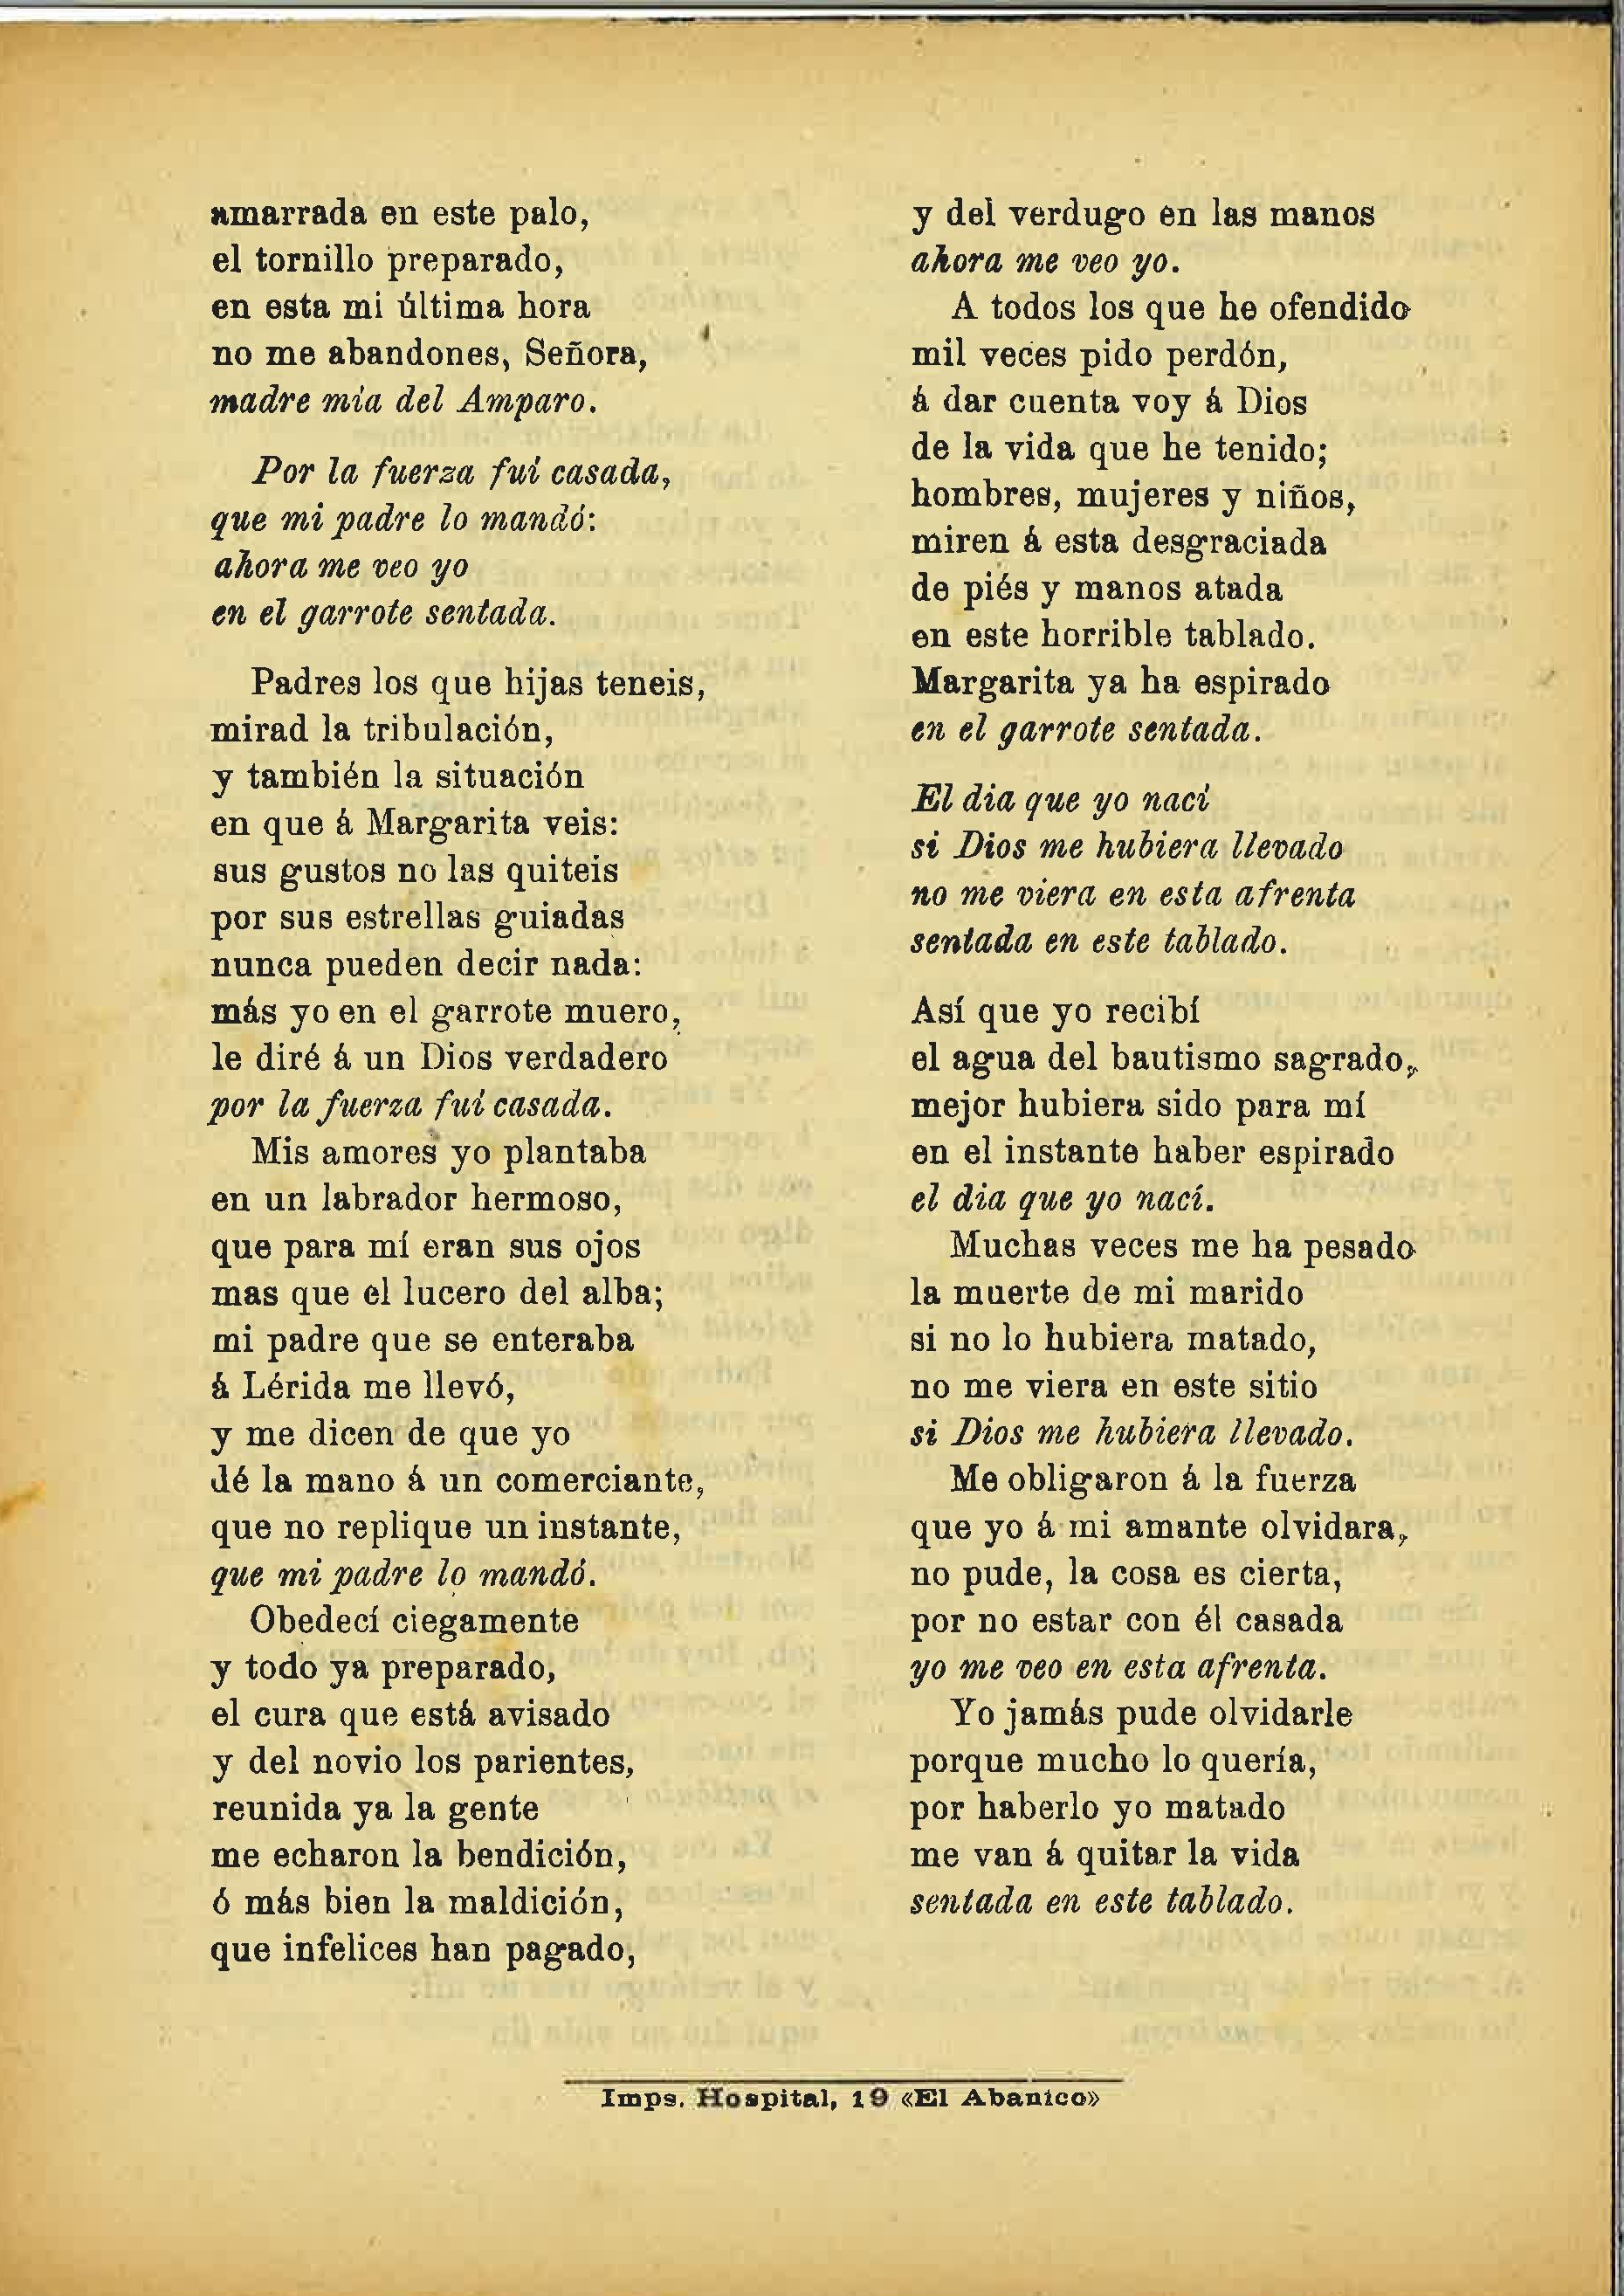 amarrada en este palo,
el tornillo preparado,
en esta mi última hora
no me abandones, Señora,
madre mia del Amparo.
Por la fuerza fuí casada,
que mi padre lo mandó:
ahora me veo yo
en el garrote sentada.
Padres los que hijas teneis,
mirad la tribulación,
y también la situación
en que á Margarita veis:
sus gustos no las quiteis
por sus estrellas guiadas
nunca pueden decir nada:
más yo en el garrote muero,
le diré á un Dios verdadero
por la fuerza fuí casada.
Mis amores yo plantaba
en un labrador hermoso,
que para mí eran sus ojos
mas que el lucero del alba;
mi padre que se enteraba
á Lérida me llevó,
y me dicen de que yo
dé la mano á un comerciante,
que no replique un instante,
que mi padre lo mandó.
Obedecí ciegamente
y todo ya preparado,
el cura que está avisado
y del novio los parientes,
reunida ya la gente
me echaron la bendición,
ó más bien la maldición,
que infelices han pagado,
y del verdugo en las manos
ahora me veo yo.
A todos los que he ofendido
mil veces pido perdón,
á dar cuenta voy á Dios
de la vida que he tenido;
hombres, mujeres y niños,
miren á esta desgraciada
de piés y manos atada
en este horrible tablado.
Margarita ya ha espirado
en el garrote sentada.
El dia que yo nací
si Dios me hubiera llevado
no me viera en esta afrenta
sentada en este tablado.
Así que yo recibí
el agua del bautismo sagrado,
mejor hubiera sido para mí
en el instante haber espirado
el dia que yo nací.
Muchas veces me ha pesado
la muerte de mi marido
si no lo hubiera matado,
no me viera en este sitio
si Dios me hubiera llevado.
Me obligaron á la fuerza
que yo á mi amante olvidara,
no pude, la cosa es cierta,
por no estar con él casada
yo me veo en esta afrenta.
Yo jamás pude olvidarle
porque mucho lo quería,
por haberlo yo matado
me van á quitar la vida
sentada en este tablado.
Imps. Hospital, 19 «El Abanico»